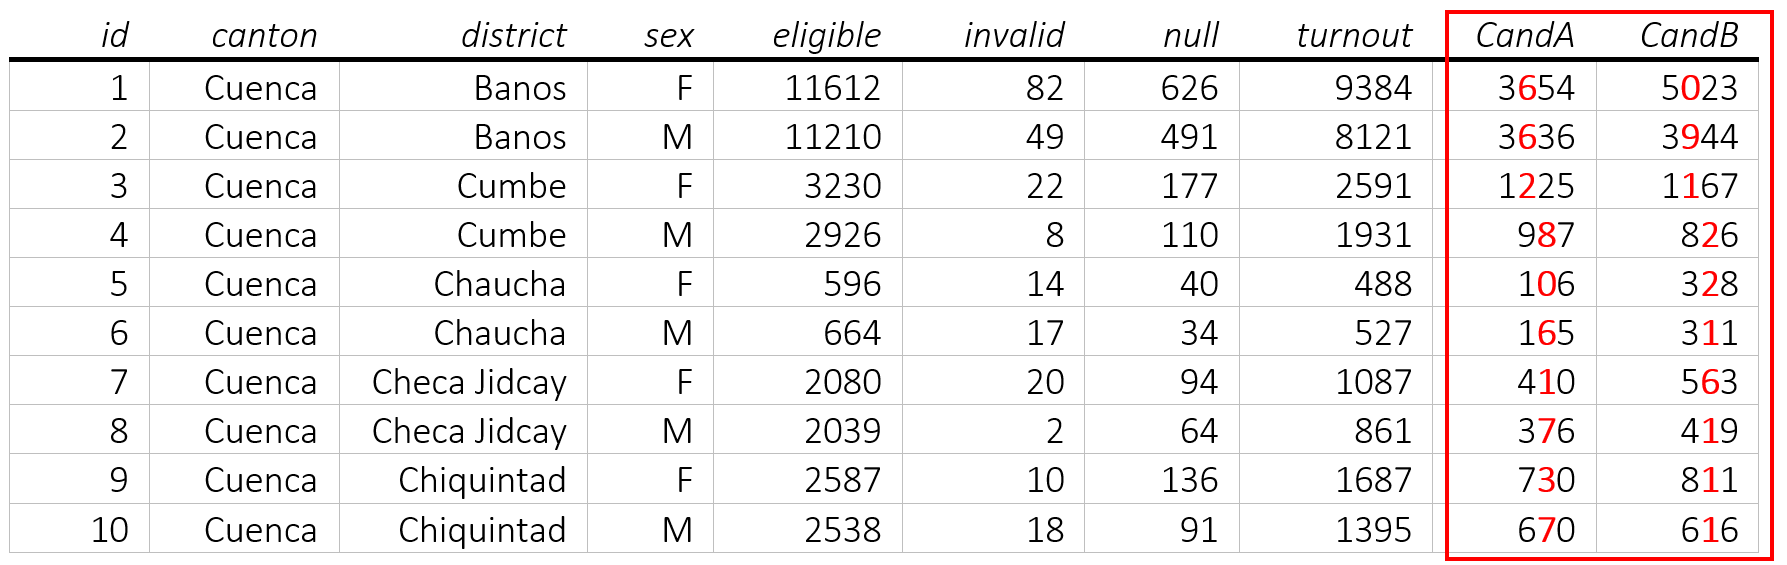 id canton district sex eligible invalid null turnout CandA CandB
1 Cuenca Banos F 11612 82 626 9384 3654 5023
2 Cuenca Banos M 11210 49 491 8121 3636 3944
3 Cuenca Cumbe F 3230 22 177 2591 1225 1167
4 Cuenca Cumbe M 2926 8 110 1931 987 826
5 Cuenca Chaucha F 596 14 40 488 106 328
6 Cuenca Chaucha M 664 17 34 527 165 311
7 Cuenca Checa Jidcay F 2080 20 94 1087 410 563
8 Cuenca Checa Jidcay M 2039 2 64 861 376 419
9 Cuenca Chiquintad F 2587 10 136 1687 730 811
10 Cuenca Chiquintad M 2538 18 91 1395 670 616